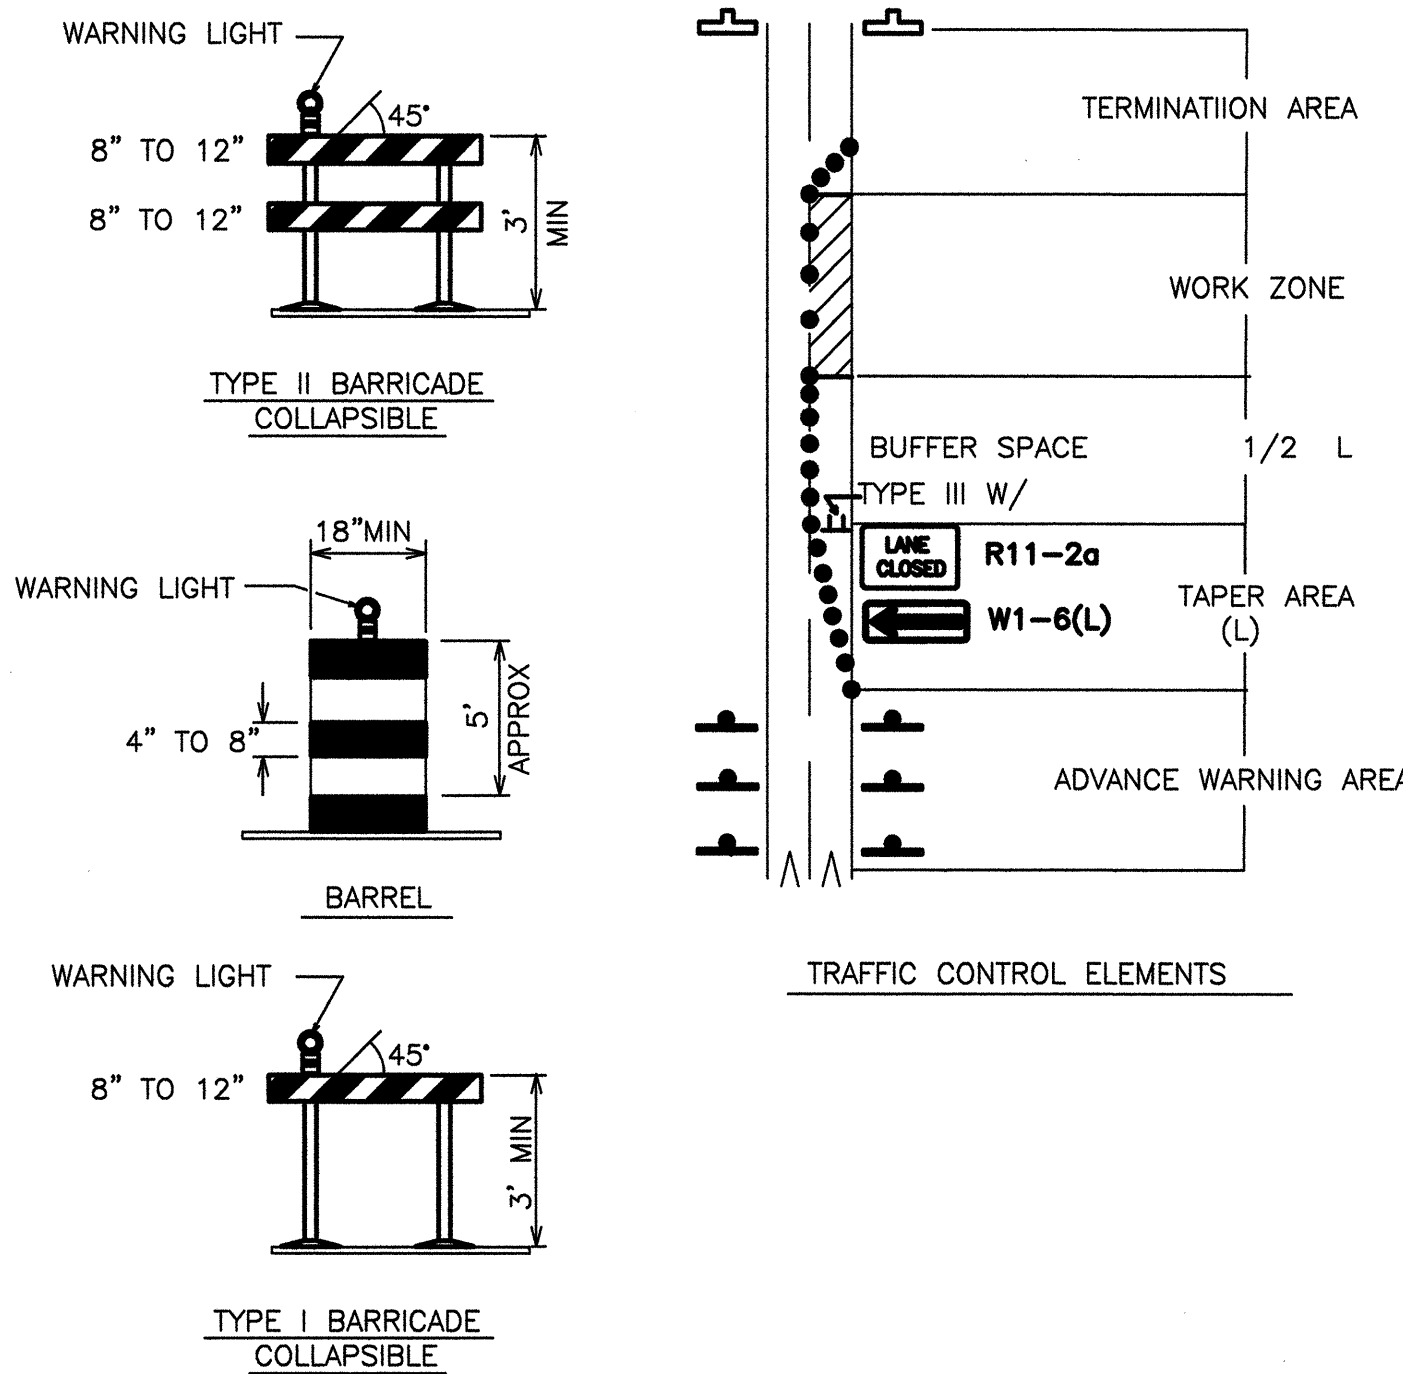 WARNING LIGHT
45°
8" TO 12"
8" TO 12"
3'
MIN
TYPE II BARRICADE
COLLAPSIBLE
18"MIN
WARNING LIGHT
4" TO 8"
5'
APPROX
BARREL
WARNING LIGHT
45°
8" TO 12"
3' MIN
TYPE I BARRICADE
COLLAPSIBLE
TERMINATIION AREA
WORK ZONE
BUFFER SPACE 1/2 L
TYPE III W/
LANE
CLOSED
R11-2a
W1-6(L)
TAPER AREA
(L)
ADVANCE WARNING AREA
TRAFFIC CONTROL ELEMENTS